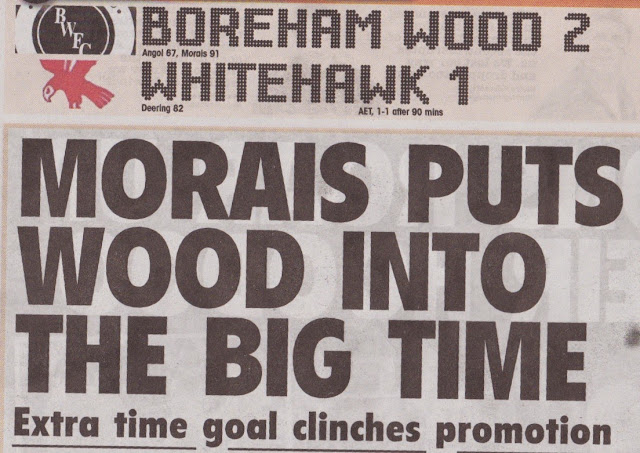 BWFC
BOREHAM WOOD 2
Angol 67, Morais 91
WHITEHAWK 1
Deering 82 AET, 1-1 after 90 mins
MORAIS PUTS
WOOD INTO
THE BIG TIME
Extra time goal clinches promotion